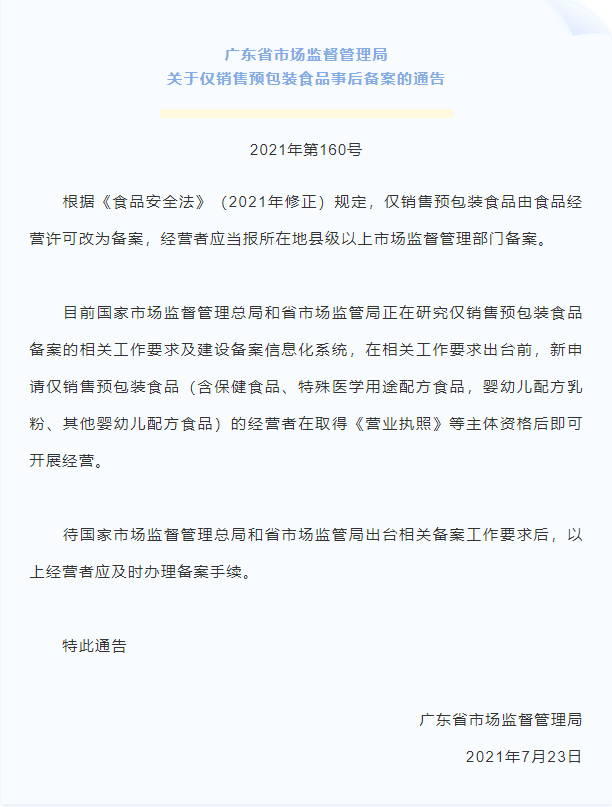 广东省市场监督管理局
关于仅销售预包装食品事后备案的通告
2021年第160号
根据《食品安全法》（2021年修正）规定，仅销售预包装食品由食品经
营许可改为备案，经营者应当报所在地县级以上市场监督管理部门备案。
目前国家市场监督管理总局和省市场监管局正在研究仅销售预包装食品
备案的相关工作要求及建设备案信息化系统，在相关工作要求出台前，新申
请仅销售预包装食品（含保健食品、特殊医学用途配方食品，婴幼儿配方乳
粉、其他婴幼儿配方食品）的经营者在取得《营业执照》等主体资格后即可
开展经营。
待国家市场监督管理总局和省市场监管局出台相关备案工作要求后，以
上经营者应及时办理备案手续。
特此通告
广东省市场监督管理局
2021年7月23日